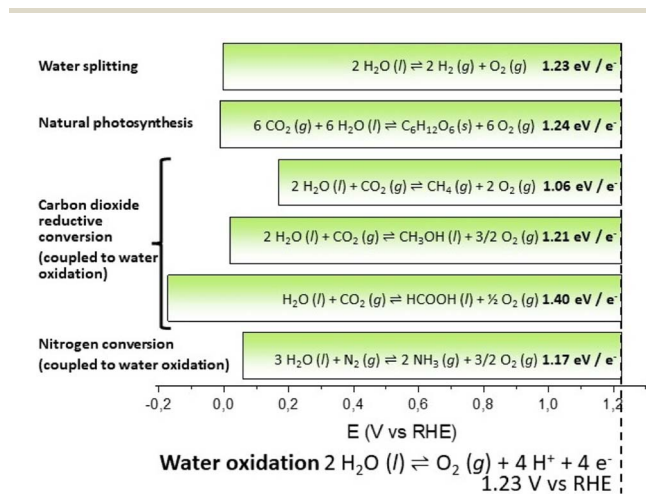 Water splitting
2 H₂O (l) ⇌ 2 H₂ (g) + O₂ (g) 1.23 eV / e⁻
Natural photosynthesis
6 CO₂ (g) + 6 H₂O (l) ⇌ C₆H₁₂O₆ (s) + 6 O₂ (g) 1.24 eV / e⁻
2 H₂O (l) + CO₂ (g) ⇌ CH₄ (g) + 2 O₂ (g) 1.06 eV / e⁻
Carbon dioxide
reductive
conversion
(coupled to water
oxidation)
2 H₂O (l) + CO₂ (g) ⇌ CH₃OH (l) + 3/2 O₂ (g) 1.21 eV / e⁻
H₂O (l) + CO₂ (g) ⇌ HCOOH (l) + ½ O₂ (g) 1.40 eV / e⁻
Nitrogen conversion
(coupled to water oxidation)
3 H₂O (l) + N₂ (g) ⇌ 2 NH₃ (g) + 3/2 O₂ (g) 1.17 eV / e⁻
-0,2 0,0 0,2 0,4 0,6 0,8 1,0 1,2
E (V vs RHE)
Water oxidation 2 H₂O (l) ⇌ O₂ (g) + 4 H⁺ + 4 e⁻
1.23 V vs RHE